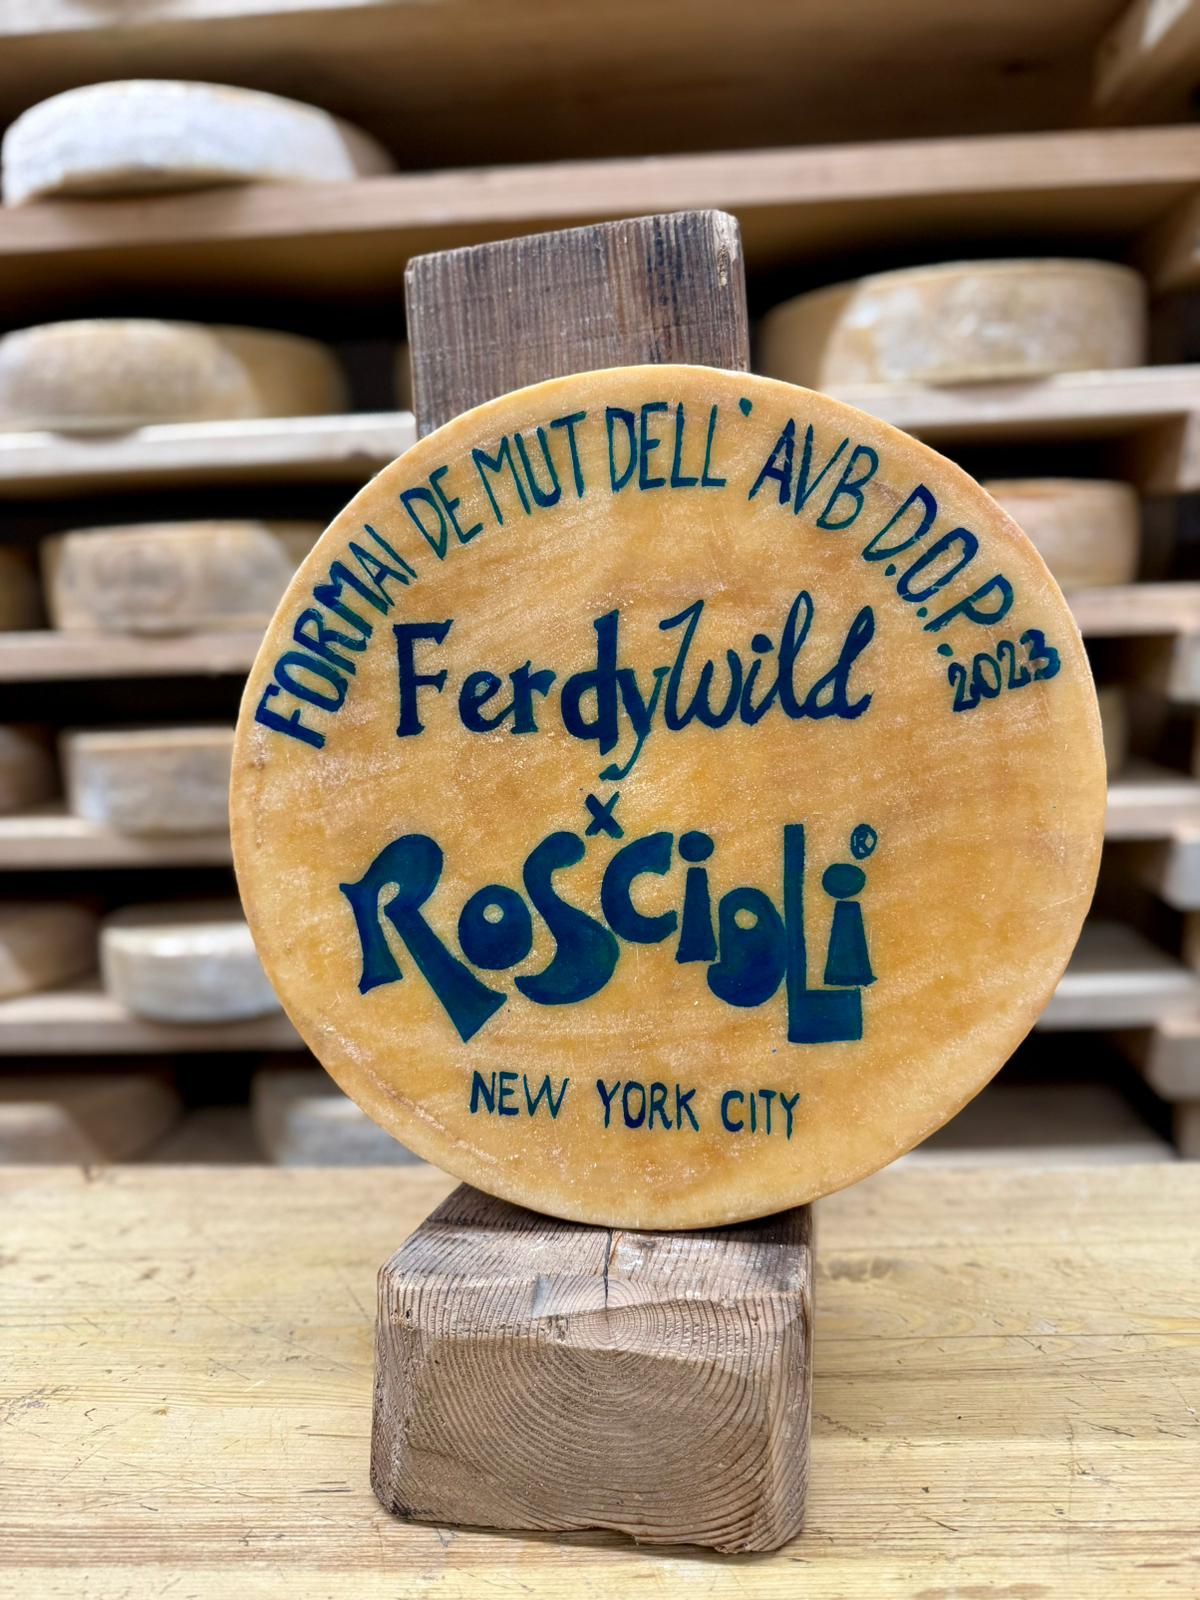 FORMAI DE MUT DELL' AVB D.O.P. '2023
FerdyWild
x
Roscioli®
NEW YORK CITY